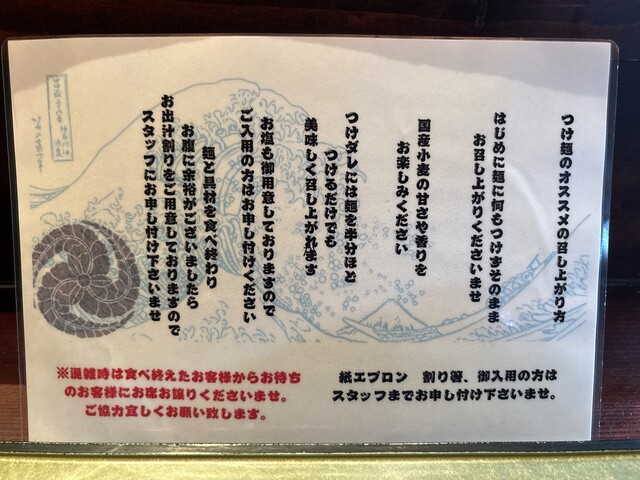 つけ麺のオススメの召し上がり方
はじめに麺に何もつけずそのまま
お召し上がりくださいませ
国産小麦の甘さや香りを
お楽しみください
つけダレには麺を半分ほど
つけるだけでも
美味しく召し上がれます
お塩も御用意しておりますので
ご入用の方はお申し付けください
麺と具材を食べ終わり
お腹に余裕がございましたら
お出汁割りをご用意しておりますので
スタッフにお申し付け下さいませ
紙エプロン 割り箸、御入用の方は
スタッフまでお申し付け下さいませ。
※混雑時は食べ終えたお客様からお待ち
のお客様にお席お譲りくださいませ。
ご協力宜しくお願い致します。